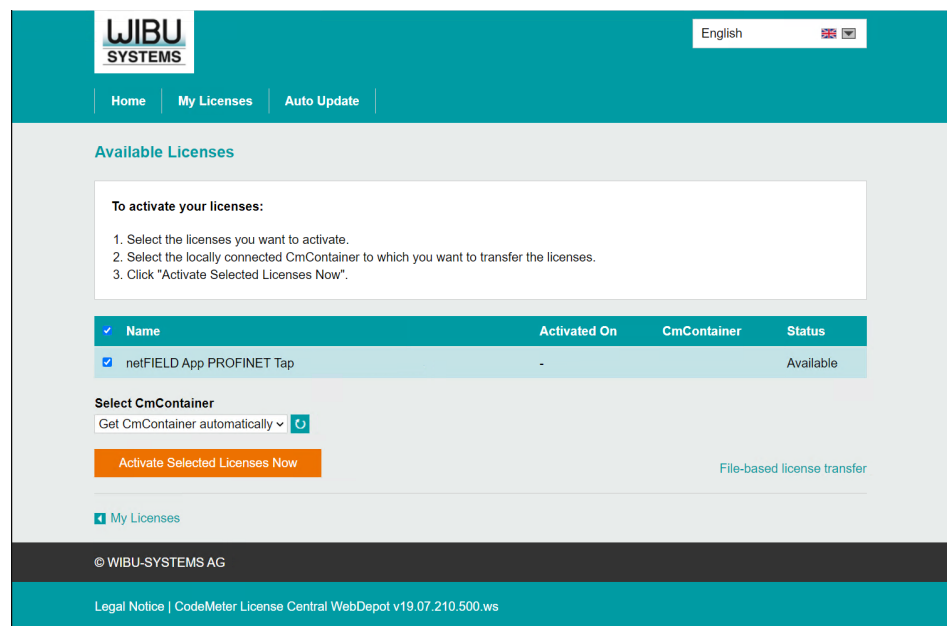 WIBU
SYSTEMS
English
Home
My Licenses
Auto Update
Available Licenses
To activate your licenses:
1. Select the licenses you want to activate.
2. Select the locally connected CmContainer to which you want to transfer the licenses.
3. Click "Activate Selected Licenses Now".
Name Activated On CmContainer Status
netFIELD App PROFINET Tap - Available
Select CmContainer
Get CmContainer automatically
Activate Selected Licenses Now
File-based license transfer
My Licenses
© WIBU-SYSTEMS AG
Legal Notice | CodeMeter License Central WebDepot v19.07.210.500.ws